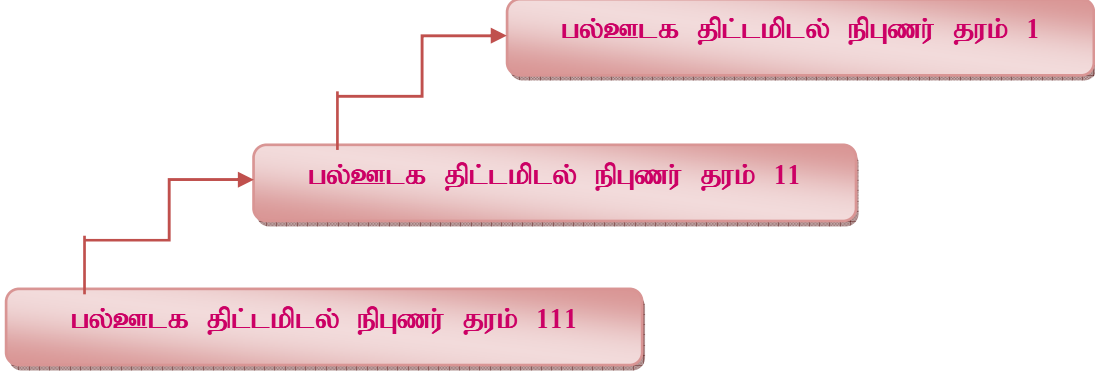 பல்ஊடக திட்டமிடல் நிபுணர் தரம் 1
பல்ஊடக திட்டமிடல் நிபுணர் தரம் 11
பல்ஊடக திட்டமிடல் நிபுணர் தரம் 111